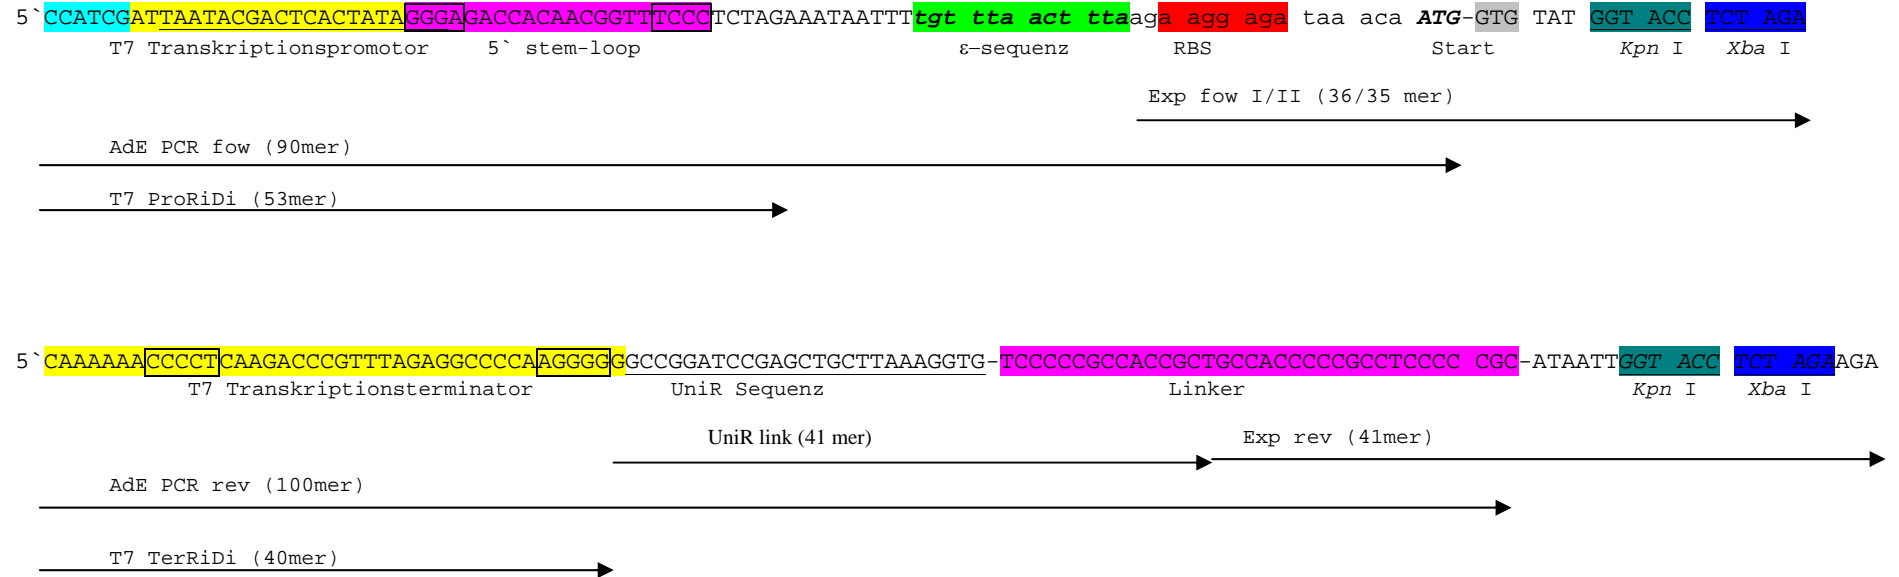 5`CCATCGATTAATACGACTCACTATAGGGAGACCACAACGGTTTCCCTCTAGAAATAATTTtgt tta act ttaaga agg aga taa aca ATG-GTG TAT GGT ACC TCT AGA
T7 Transkriptionspromotor 5` stem-loop ε-sequenz RBS Start Kpn I Xba I
Exp fow I/II (36/35 mer)
AdE PCR fow (90mer)
T7 ProRiDi (53mer)
5`CAAAAAACCCCTCAAGACCCGTTTAGAGGCCCCAAGGGGGGCCGGATCCGAGCTGCTTAAAGGTG-TCCCCCGCCACCGCTGCCACCCCCGCCTCCCC CGC-ATAATTGGT ACC TCT AGAAGA
T7 Transkriptionsterminator UniR Sequenz Linker Kpn I Xba I
UniR link (41 mer) Exp rev (41mer)
AdE PCR rev (100mer)
T7 TerRiDi (40mer)